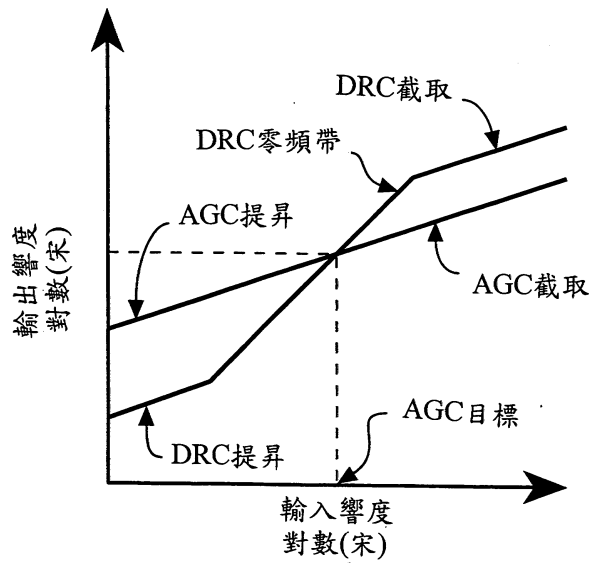 DRC截取
DRC零頻帶
AGC提昇
AGC截取
輸出響度
對數(宋)
AGC目標
DRC提昇
輸入響度
對數(宋)